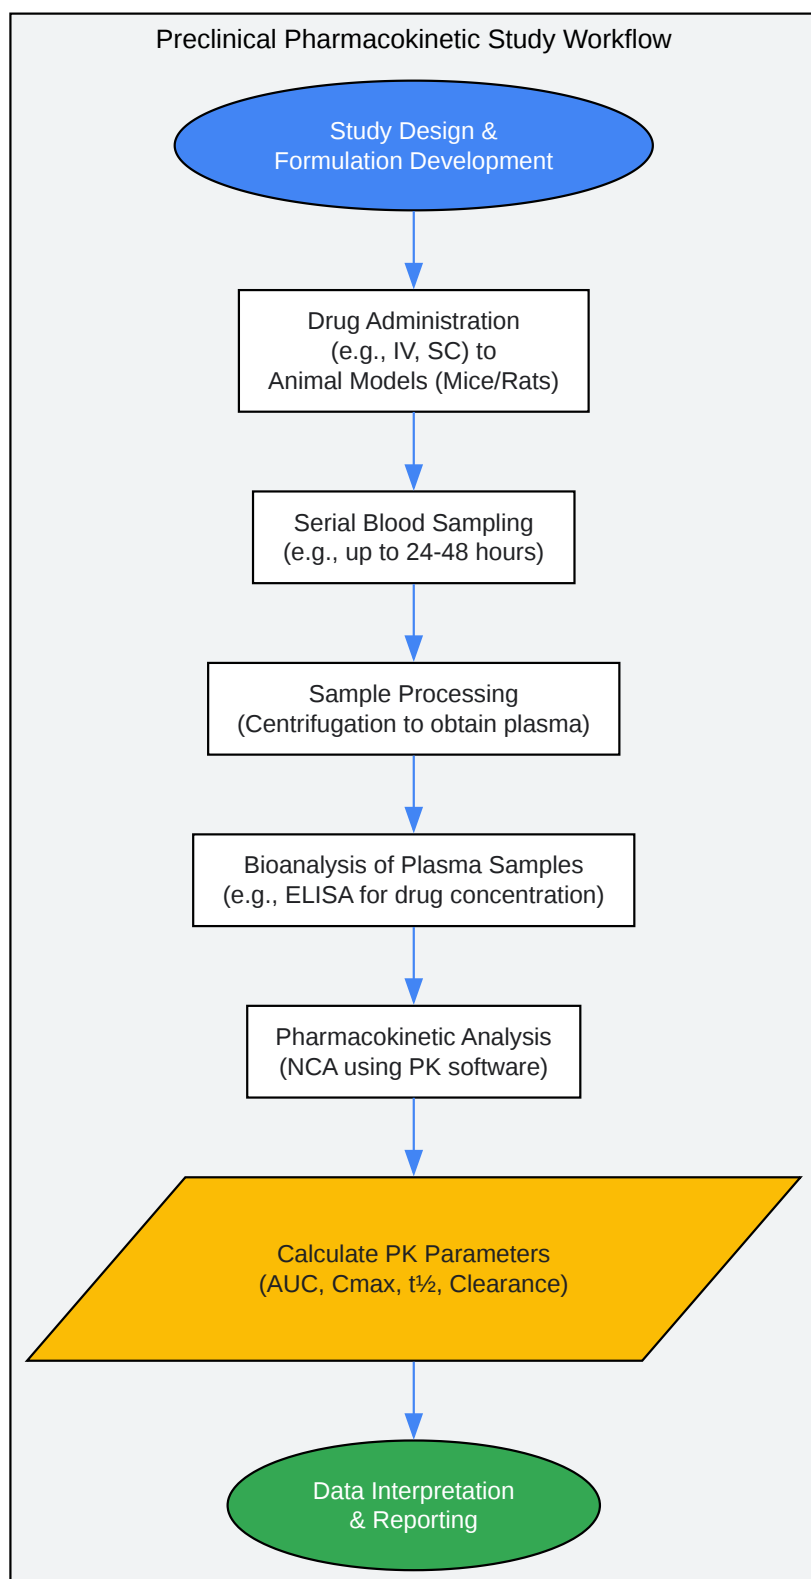 Preclinical Pharmacokinetic Study Workflow
Study Design &
Formulation Development
Drug Administration
(e.g., IV, SC) to
Animal Models (Mice/Rats)
Serial Blood Sampling
(e.g., up to 24-48 hours)
Sample Processing
(Centrifugation to obtain plasma)
Bioanalysis of Plasma Samples
(e.g., ELISA for drug concentration)
Pharmacokinetic Analysis
(NCA using PK software)
Calculate PK Parameters
(AUC, Cmax, t½, Clearance)
Data Interpretation
& Reporting